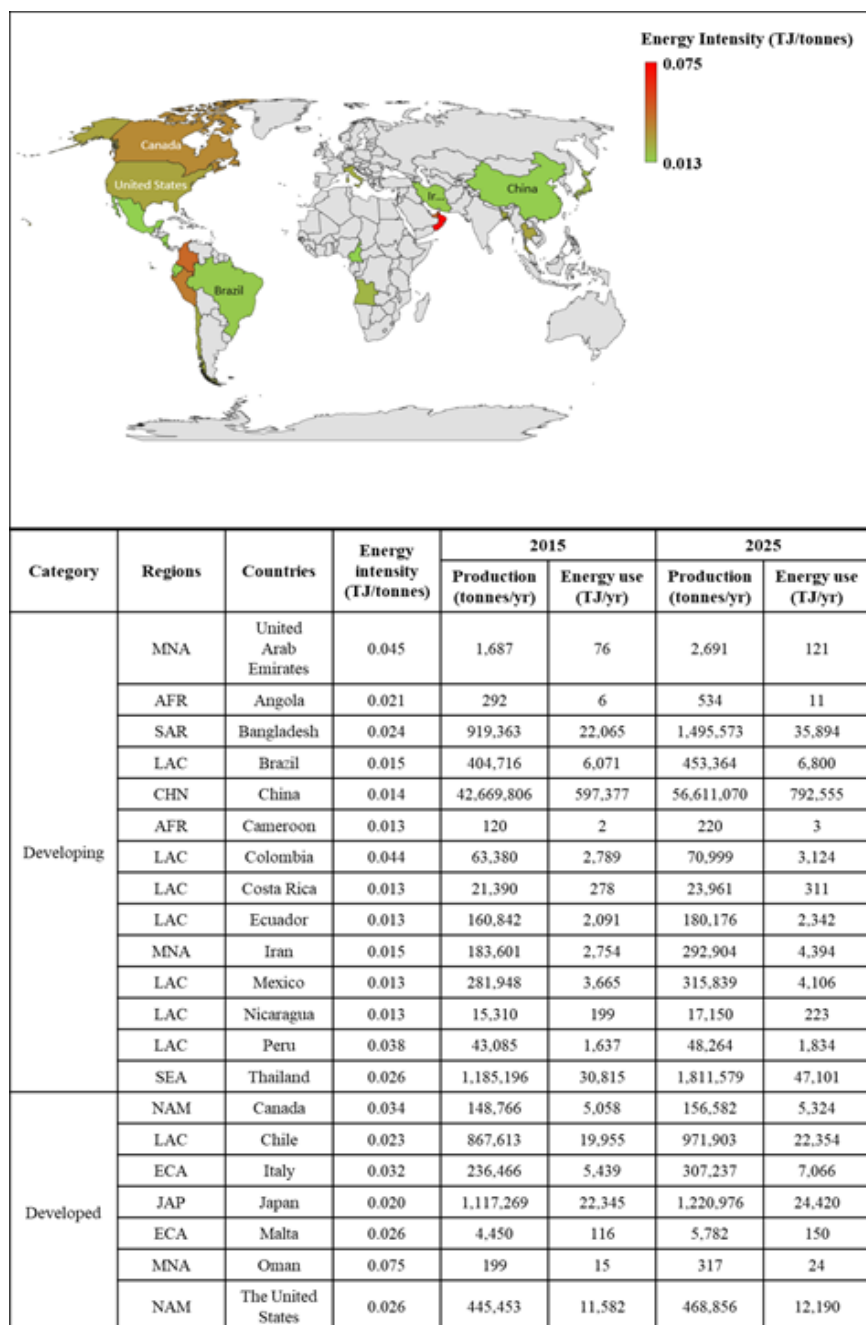 Energy Intensity (TJ/tonnes)
0.075
0.013
Canada
United States
Ir...
China
Brazil
Category Regions Countries Energy intensity (TJ/tonnes) 2015 2025
Production (tonnes/yr) Energy use (TJ/yr) Production (tonnes/yr) Energy use (TJ/yr)
Developing
MNA United Arab Emirates 0.045 1,687 76 2,691 121
AFR Angola 0.021 292 6 534 11
SAR Bangladesh 0.024 919,363 22,065 1,495,573 35,894
LAC Brazil 0.015 404,716 6,071 453,364 6,800
CHN China 0.014 42,669,806 597,377 56,611,070 792,555
AFR Cameroon 0.013 120 2 220 3
LAC Colombia 0.044 63,380 2,789 70,999 3,124
LAC Costa Rica 0.013 21,390 278 23,961 311
LAC Ecuador 0.013 160,842 2,091 180,176 2,342
MNA Iran 0.015 183,601 2,754 292,904 4,394
LAC Mexico 0.013 281,948 3,665 315,839 4,106
LAC Nicaragua 0.013 15,310 199 17,150 223
LAC Peru 0.038 43,085 1,637 48,264 1,834
SEA Thailand 0.026 1,185,196 30,815 1,811,579 47,101
Developed
NAM Canada 0.034 148,766 5,058 156,582 5,324
LAC Chile 0.023 867,613 19,955 971,903 22,354
ECA Italy 0.032 236,466 5,439 307,237 7,066
JAP Japan 0.020 1,117,269 22,345 1,220,976 24,420
ECA Malta 0.026 4,450 116 5,782 150
MNA Oman 0.075 199 15 317 24
NAM The United States 0.026 445,453 11,582 468,856 12,190